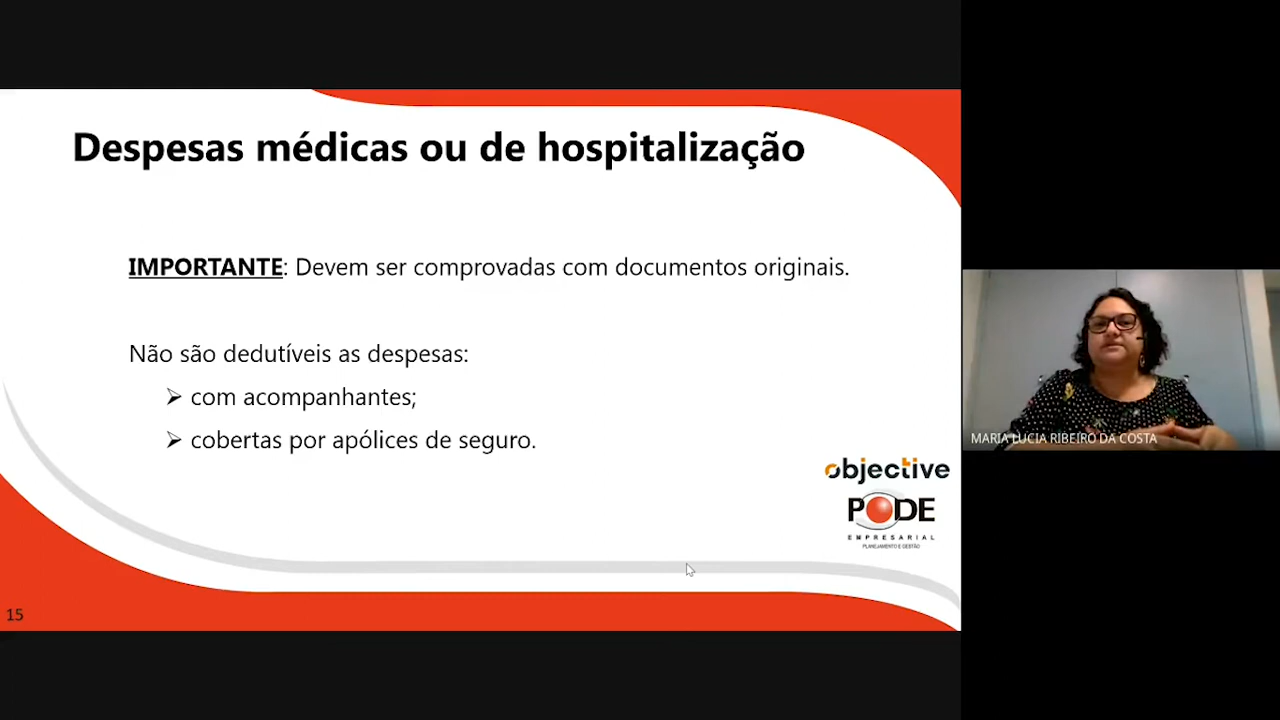 Despesas médicas ou de hospitalização
IMPORTANTE: Devem ser comprovadas com documentos originais.
Não são dedutíveis as despesas:
➢ com acompanhantes;
➢ cobertas por apólices de seguro.
objective
PODE
EMPRESARIAL
PLANEJAMENTO E GESTÃO
15
MARIA LUCIA RIBEIRO DA COSTA